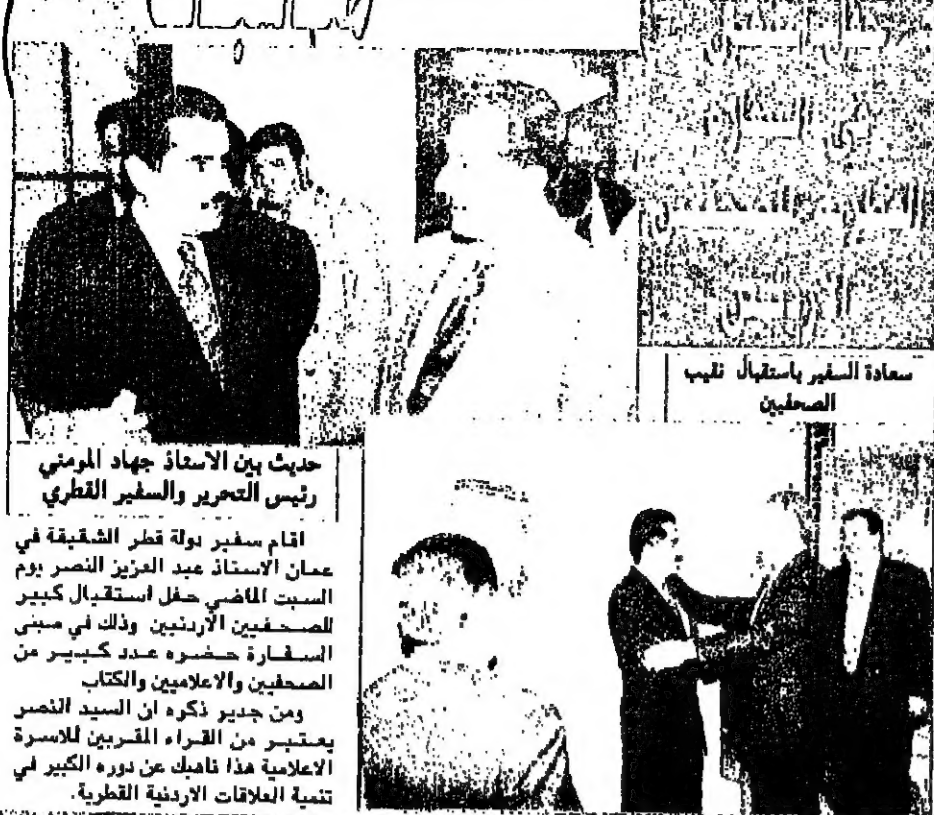 سعادة السفير باستقبال نقيب
الصحفيين
حديث بين الاستاذ جهاد المومني
رئيس التحرير والسفير القطري
اقام سفير دولة قطر الشقيقة في
عمان الاستاذ عبد العزيز النصر يوم
السبت الماضي حفل استقبال كبير
للصحفيين الاردنيين وذلك في مبنى
السفارة حضره عدد كبير من
الصحفيين والاعلاميين والكتاب
ومن جدير ذكره ان السيد النصر
يعتبر من القراء المقربين للاسرة
الاعلامية هذا ناهيك عن دوره الكبير في
تنمية العلاقات الاردنية القطرية.